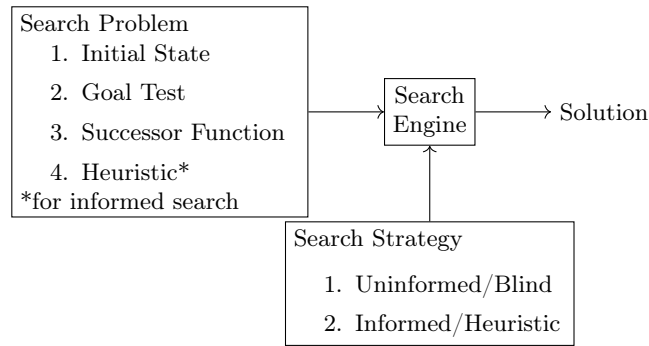 Search Problem
1. Initial State
2. Goal Test
3. Successor Function
4. Heuristic*
*for informed search
Search
Engine
Solution
Search Strategy
1. Uninformed/Blind
2. Informed/Heuristic